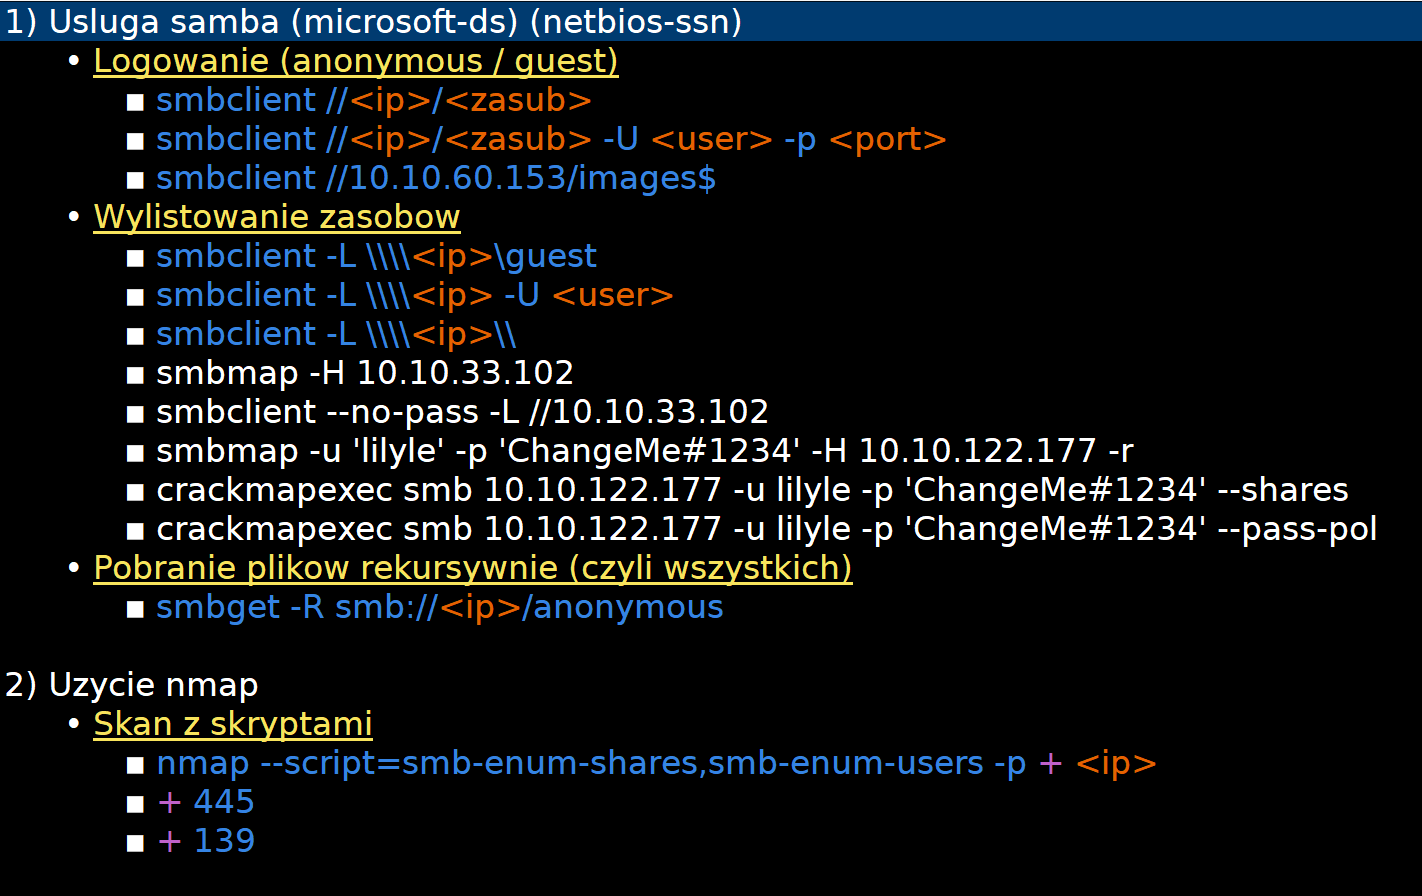 1) Usluga samba (microsoft-ds) (netbios-ssn)
• Logowanie (anonymous / guest)
■ smbclient //<ip>/<zasub>
■ smbclient //<ip>/<zasub> -U <user> -p <port>
■ smbclient //10.10.60.153/images$
• Wylistowanie zasobow
■ smbclient -L \\\\<ip>\guest
■ smbclient -L \\\\<ip> -U <user>
■ smbclient -L \\\\<ip>\\
■ smbmap -H 10.10.33.102
■ smbclient --no-pass -L //10.10.33.102
■ smbmap -u 'lilyle' -p 'ChangeMe#1234' -H 10.10.122.177 -r
■ crackmapexec smb 10.10.122.177 -u lilyle -p 'ChangeMe#1234' --shares
■ crackmapexec smb 10.10.122.177 -u lilyle -p 'ChangeMe#1234' --pass-pol
• Pobranie plikow rekursywnie (czyli wszystkich)
■ smbget -R smb://<ip>/anonymous
2) Uzycie nmap
• Skan z skryptami
■ nmap --script=smb-enum-shares,smb-enum-users -p + <ip>
■ + 445
■ + 139